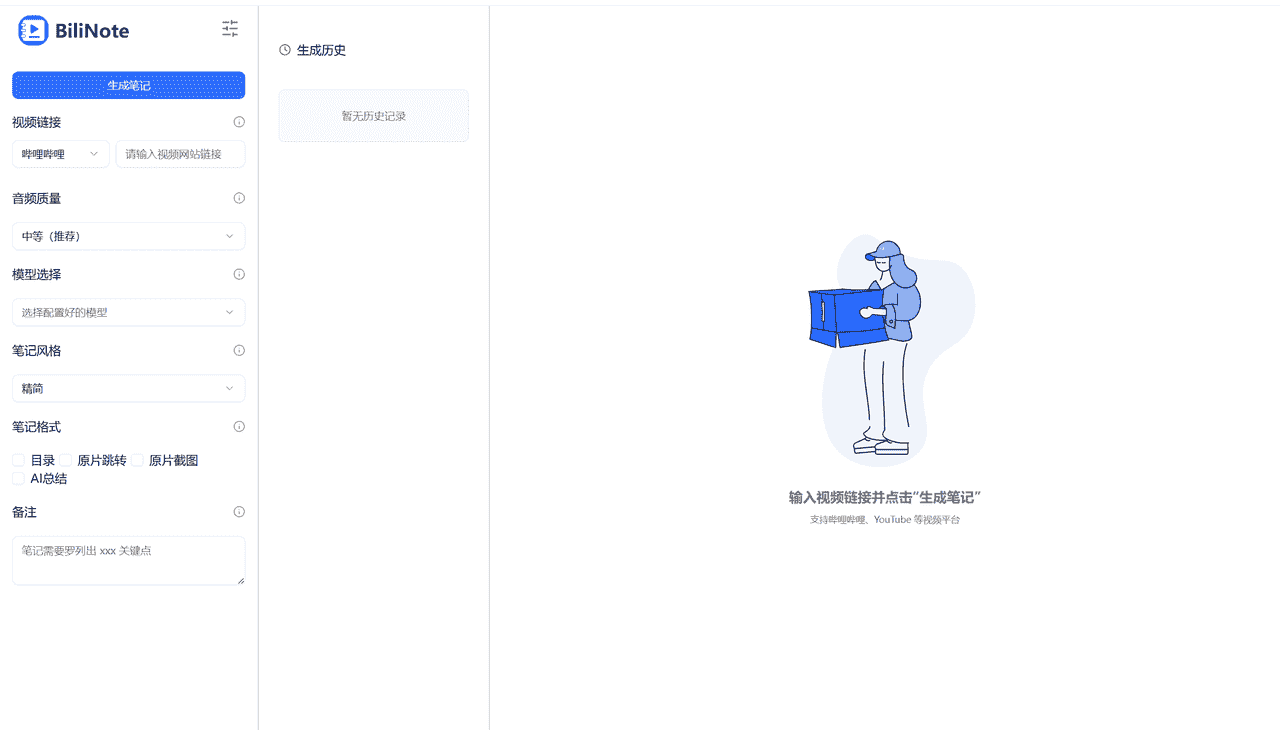 BiliNote
生成笔记
视频链接
哔哩哔哩
请输入视频网站链接
音频质量
中等（推荐）
模型选择
选择配置好的模型
笔记风格
精简
笔记格式
目录 原片跳转 原片截图
AI总结
备注
笔记需要罗列出 xxx 关键点
生成历史
暂无历史记录
输入视频链接并点击“生成笔记”
支持哔哩哔哩、YouTube 等视频平台